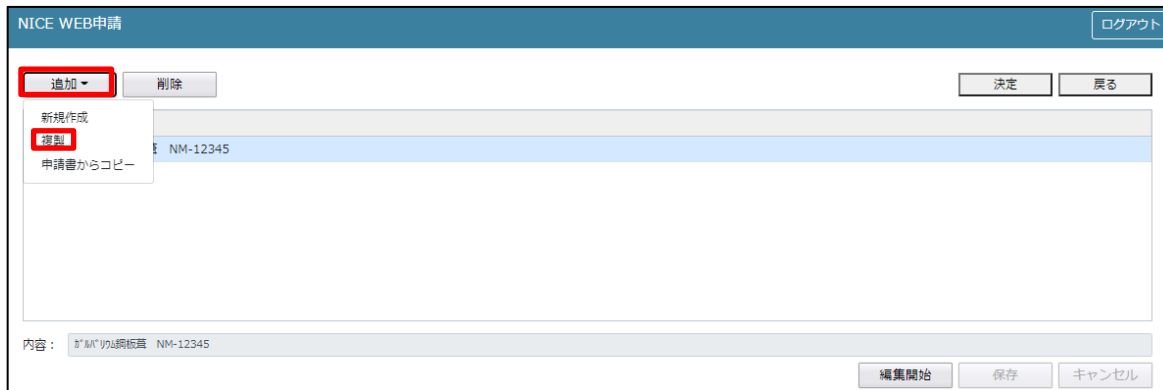 NICE WEB申請 ログアウト
追加 削除 決定 戻る
新規作成
複製
葺 NM-12345
申請書からコピー
内容： ｶﾞﾙﾊﾞﾘｳﾑ鋼板葺 NM-12345
編集開始 保存 キャンセル